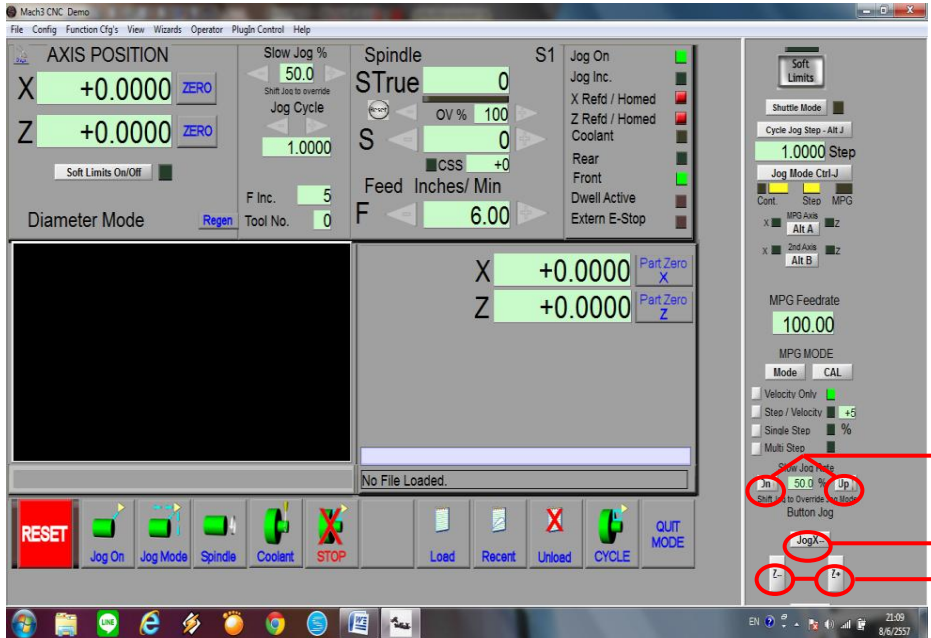 Mach3 CNC Demo
File Config Function Cfg's View Wizards Operator PlugIn Control Help
AXIS POSITION
X +0.0000 ZERO
Z +0.0000 ZERO
Soft Limits On/Off
Diameter Mode Regen
Slow Jog %
50.0
Shift Jog to override
Jog Cycle
1.0000
F Inc. 5
Tool No. 0
Spindle S1
STrue 0
Reset OV % 100
S 0
CSS +0
Feed Inches/ Min
F 6.00
Jog On
Jog Inc.
X Refd / Homed
Z Refd / Homed
Coolant
Rear
Front
Dwell Active
Extern E-Stop
X +0.0000 Part Zero X
Z +0.0000 Part Zero Z
No File Loaded.
RESET
Jog On Jog Mode Spindle Coolant STOP Load Recent Unload CYCLE QUIT MODE
Soft Limits
Shuttle Mode
Cycle Jog Step - Alt J
1.0000 Step
Jog Mode Ctrl-J
Cont. Step MPG
MPG Axis
X Alt A Z
2nd Axis
X Alt B Z
MPG Feedrate
100.00
MPG MODE
Mode CAL
Velocity Only
Step / Velocity +5
Single Step %
Multi Step
Slow Jog Rate
Dn 50.0 % Up
Shift Jog to Override Jog Mode
Button Jog
JogX--
Z-- Z+
EN 21:09
8/6/2557